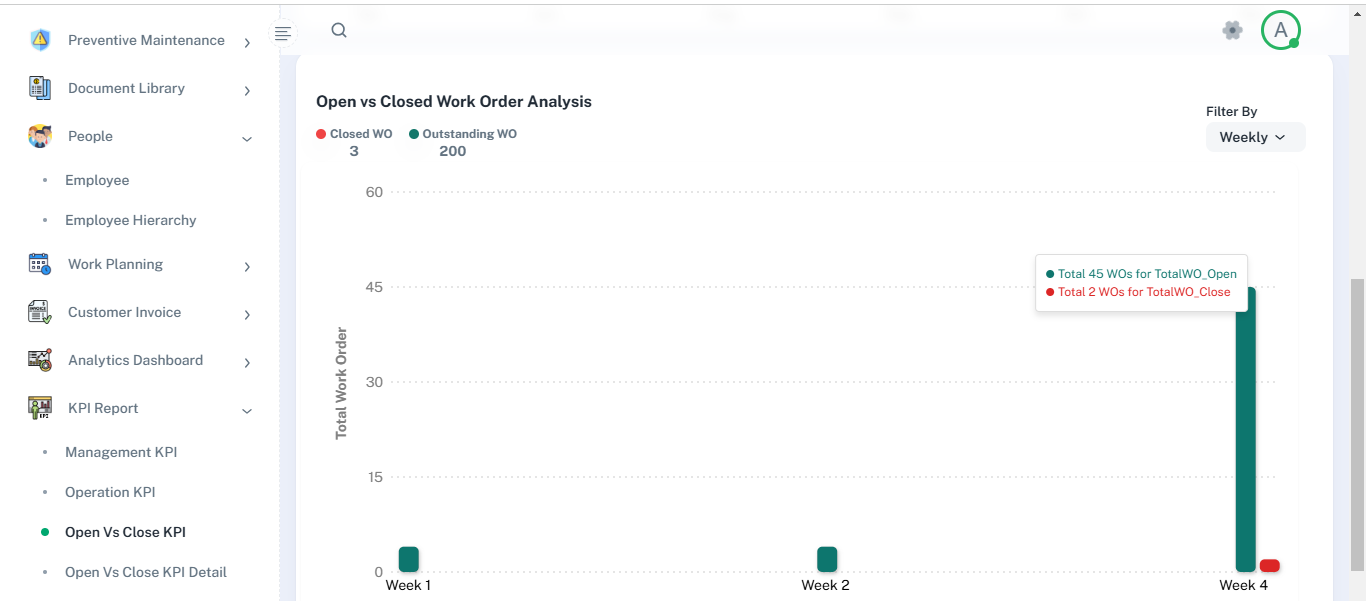 Preventive Maintenance
Document Library
People
Employee
Employee Hierarchy
Work Planning
Customer Invoice
Analytics Dashboard
KPI Report
Management KPI
Operation KPI
Open Vs Close KPI
Open Vs Close KPI Detail
A
Open vs Closed Work Order Analysis
Closed WO
3
Outstanding WO
200
Filter By
Weekly
Total Work Order
60
45
30
15
0
Total 45 WOs for TotalWO_Open
Total 2 WOs for TotalWO_Close
Week 1
Week 2
Week 4